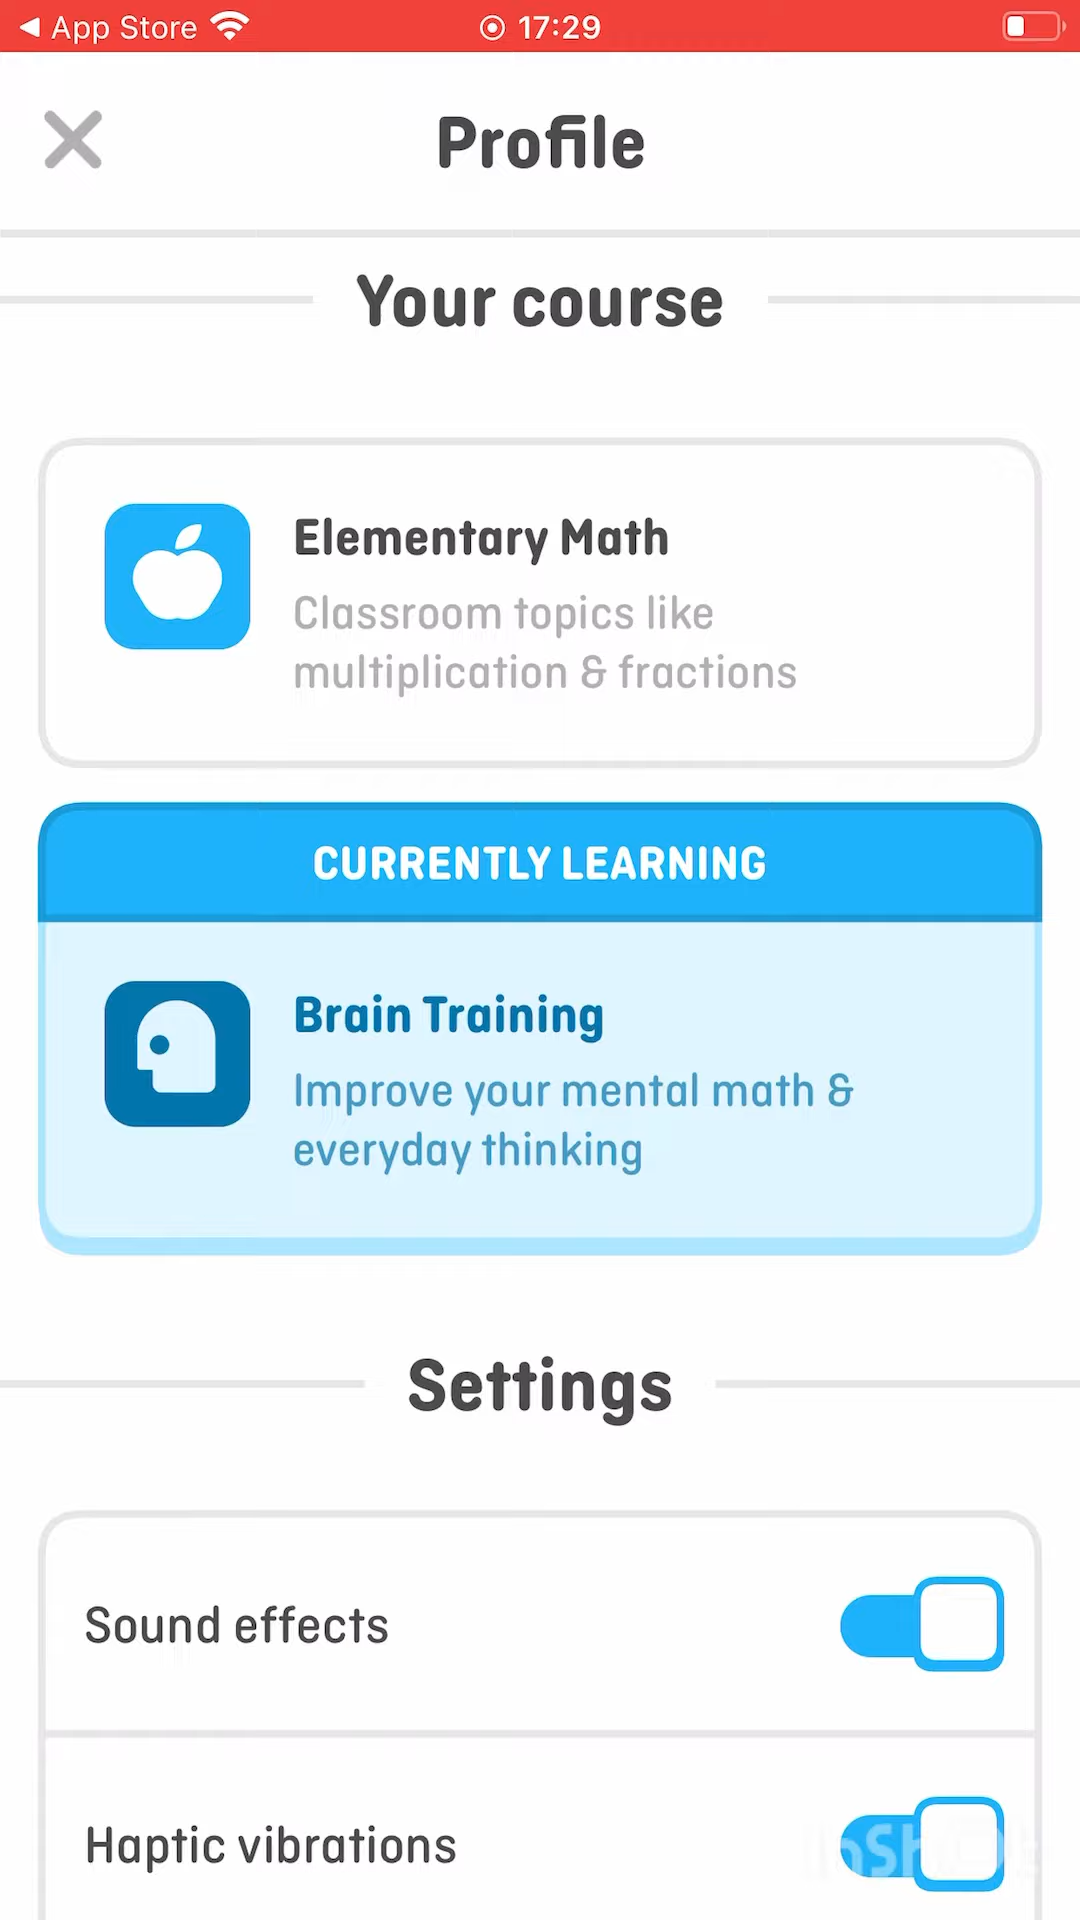 App Store 17:29
Profile
Your course
Elementary Math
Classroom topics like
multiplication & fractions
CURRENTLY LEARNING
Brain Training
Improve your mental math &
everyday thinking
Settings
Sound effects
Haptic vibrations
InShot